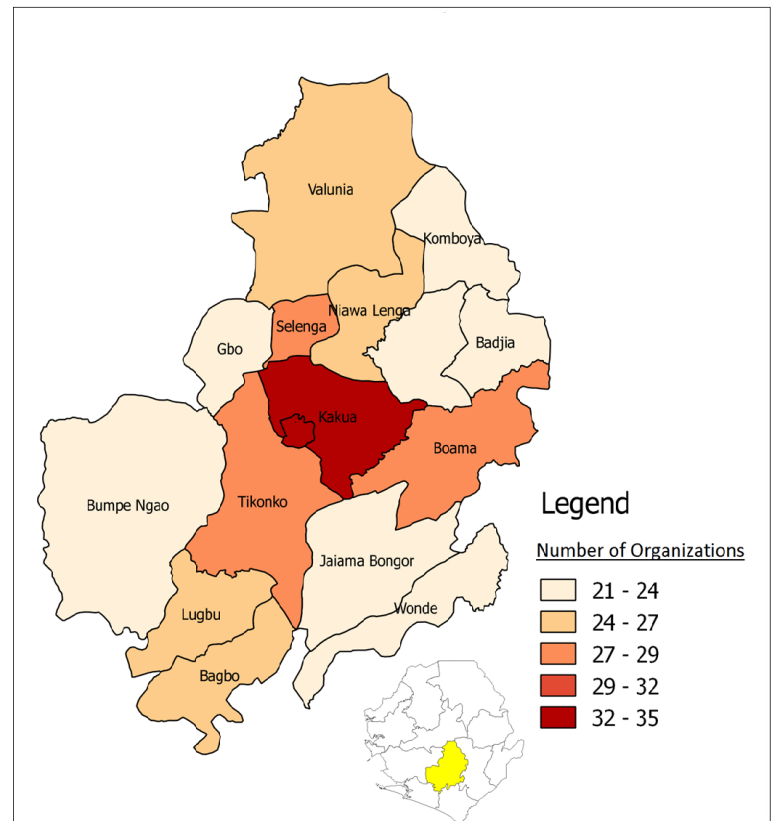 Valunia
Komboya
Niawa Lenga
Selenga
Gbo
Badjia
Kakua
Boama
Bumpe Ngao
Tikonko
Jaiama Bongor
Wonde
Lugbu
Bagbo
Legend
Number of Organizations
21 - 24
24 - 27
27 - 29
29 - 32
32 - 35